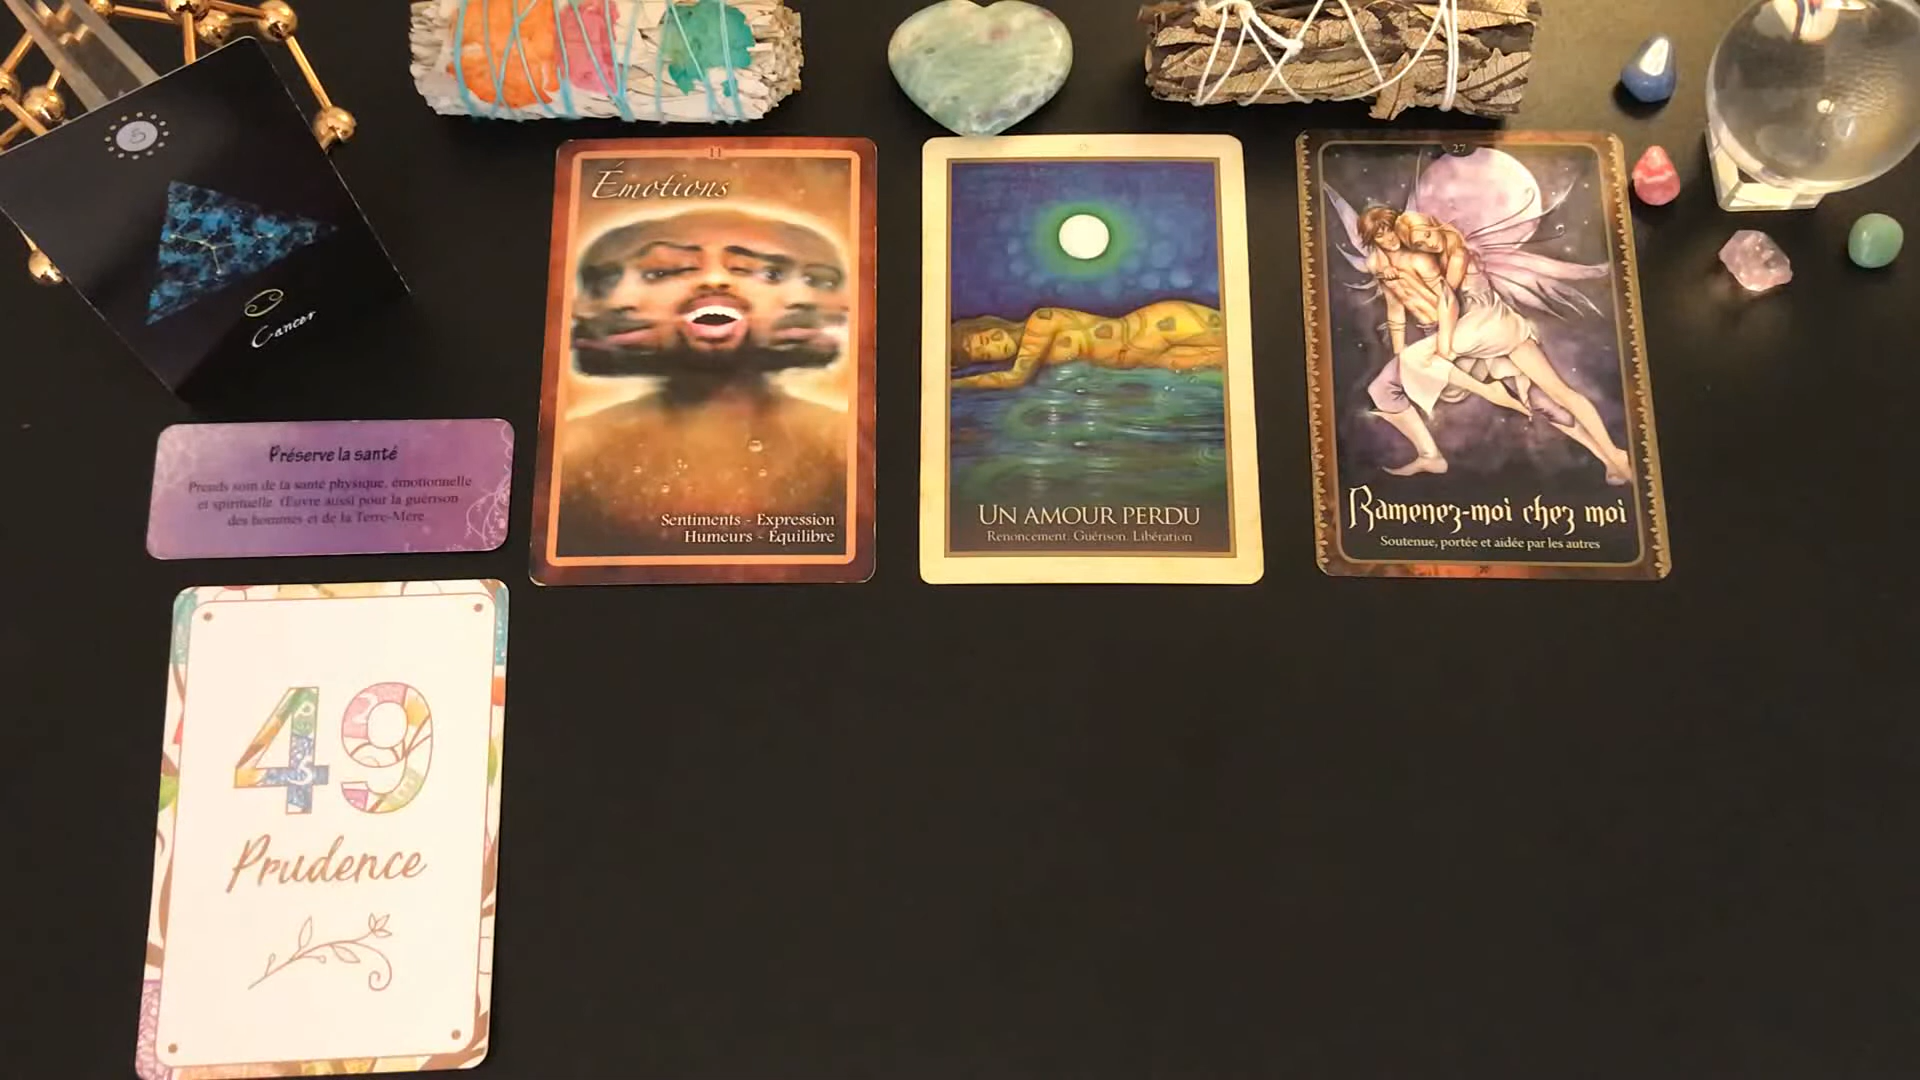 5
Cancer
Préserve la santé
Prends soin de ta santé physique, émotionnelle
et spirituelle. Œuvre aussi pour la guérison
des hommes et de la Terre-Mère
49
Prudence
11
Émotions
Sentiments - Expression
Humeurs - Équilibre
UN AMOUR PERDU
Renoncement. Guérison. Libération
27
Ramenez-moi chez moi
Soutenue, portée et aidée par les autres